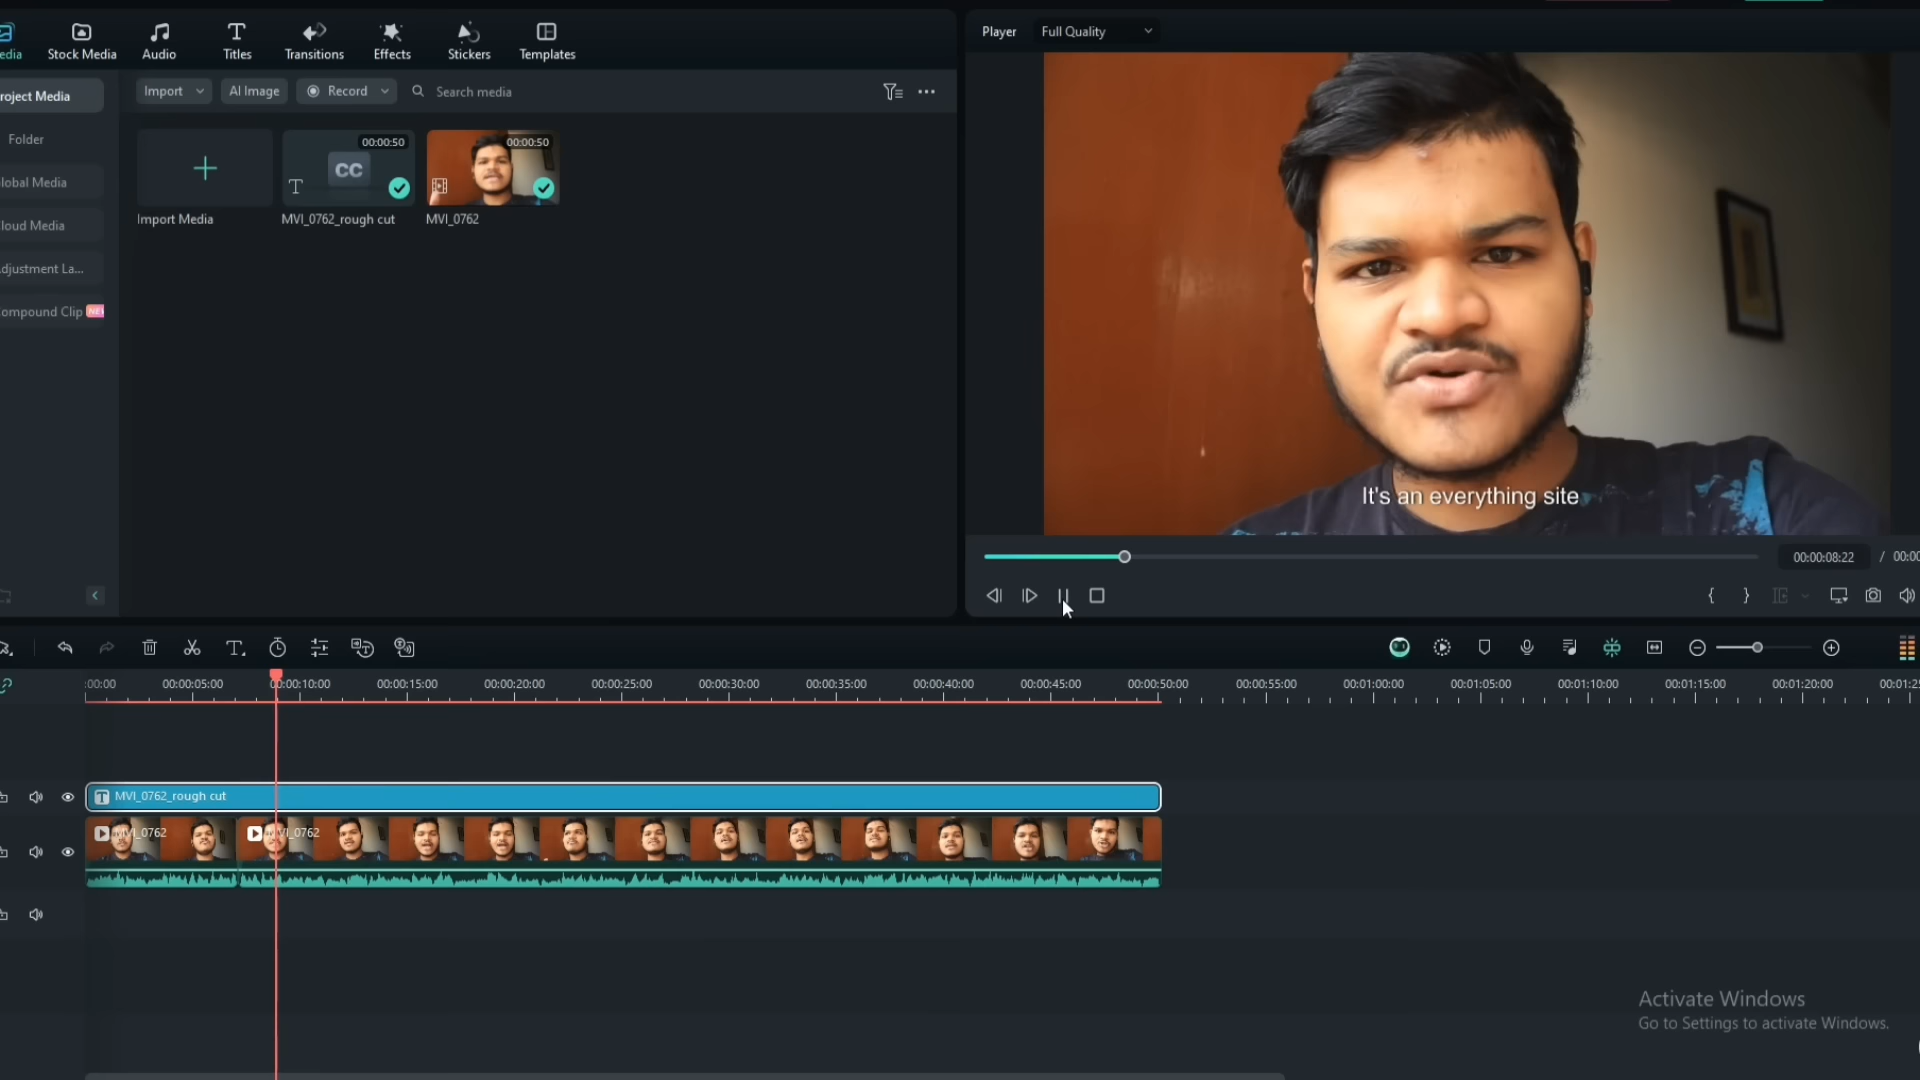 edia
Stock Media
Audio
Titles
Transitions
Effects
Stickers
Templates
Player
Full Quality
roject Media
Import
AI Image
Record
Search media
Folder
lobal Media
loud Media
djustment La...
ompound Clip
NEW
00:00:50
CC
T
00:00:50
Import Media
MVI_0762_rough cut
MVI_0762
It's an everything site
00:00:08:22 / 00:00
:00:00 00:00:05:00 00:00:10:00 00:00:15:00 00:00:20:00 00:00:25:00 00:00:30:00 00:00:35:00 00:00:40:00 00:00:45:00 00:00:50:00 00:00:55:00 00:01:00:00 00:01:05:00 00:01:10:00 00:01:15:00 00:01:20:00 00:01:25
T MVI_0762_rough cut
MVI_0762
MVI_0762
Activate Windows
Go to Settings to activate Windows.